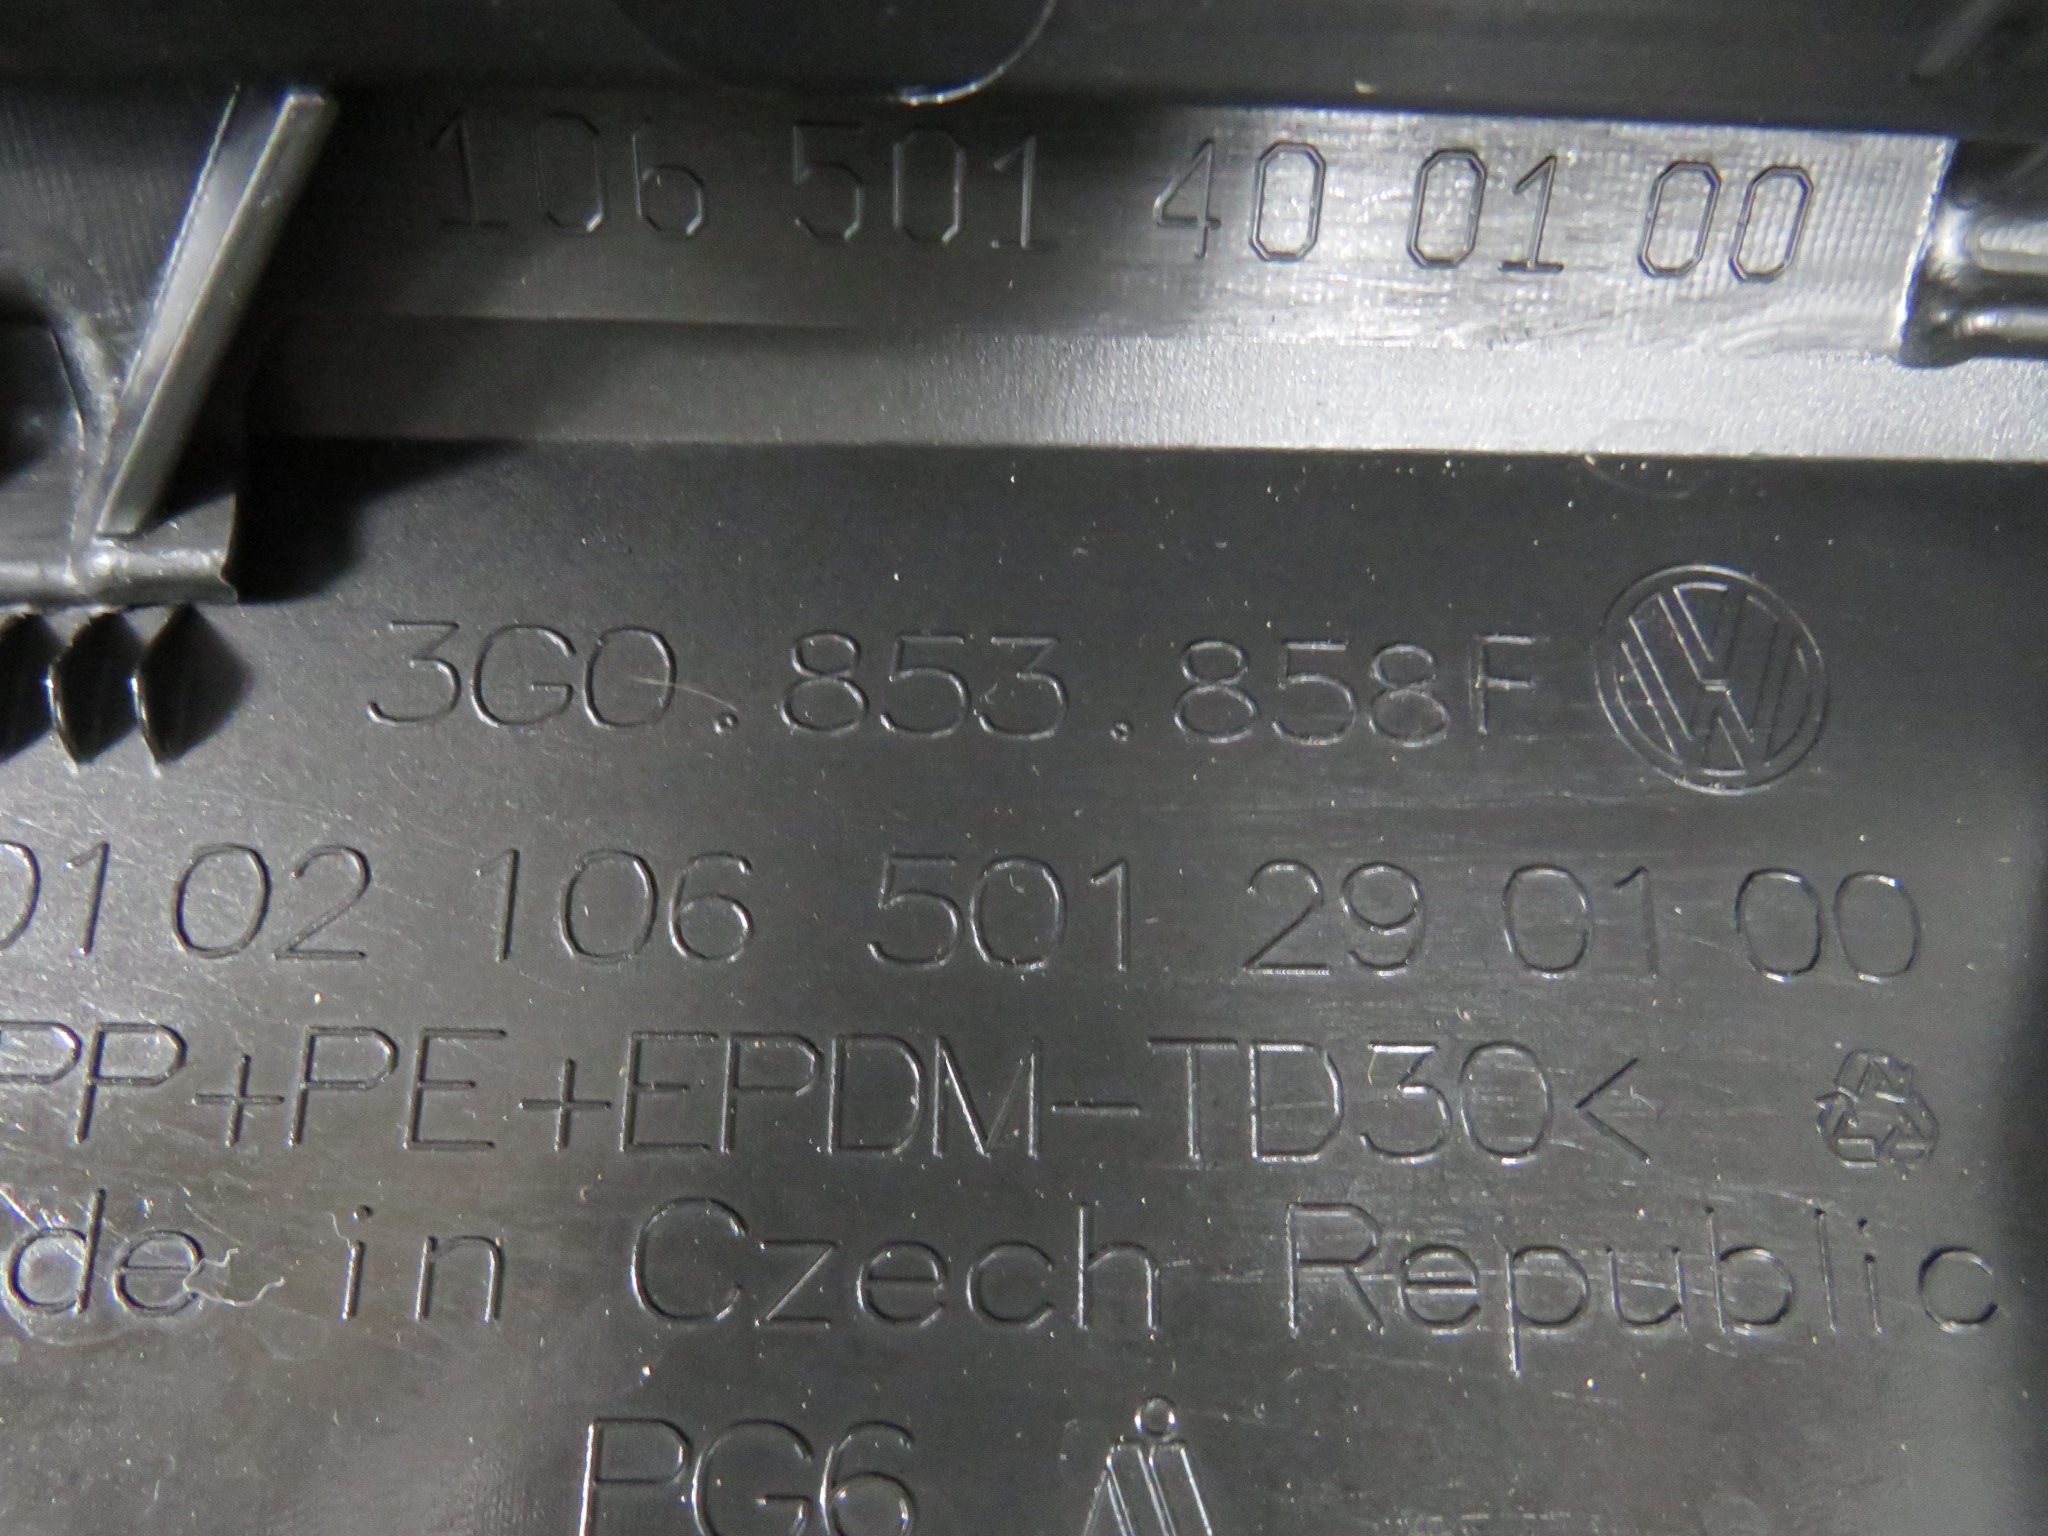 106 501 40 01 00
3G0.853.858F
01 02 106 501 29 01 00
PP+PE+EPDM-TD30<
de in Czech Republic
PG6